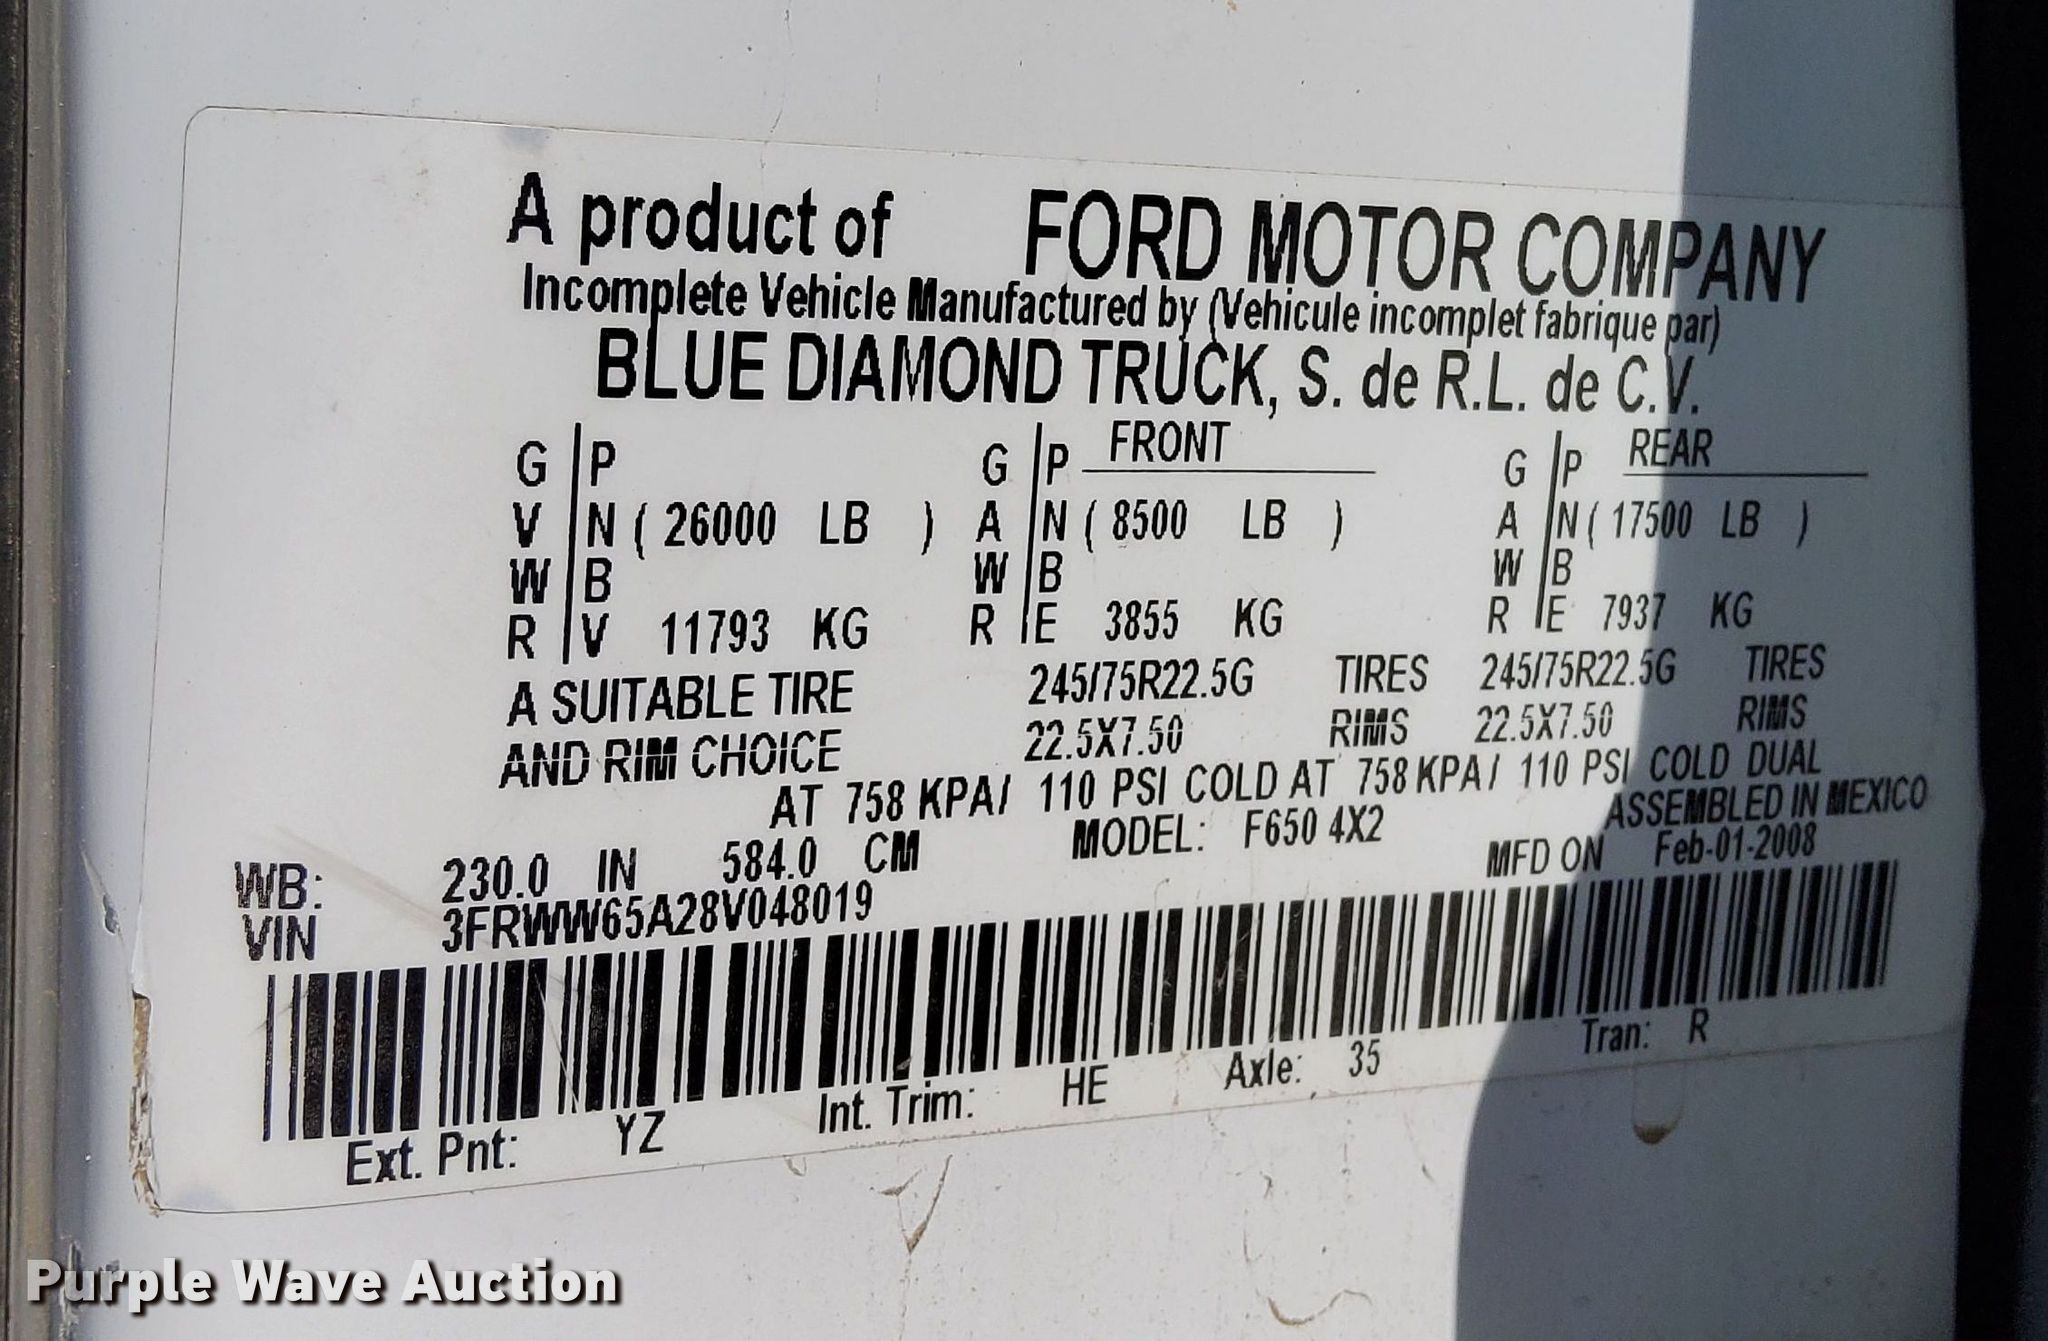 A product of FORD MOTOR COMPANY
Incomplete Vehicle Manufactured by (Vehicule incomplet fabrique par)
BLUE DIAMOND TRUCK, S. de R.L. de C.V.
G | P G | P FRONT G | P REAR
V | N ( 26000 LB ) A | N ( 8500 LB ) A | N ( 17500 LB )
W | B W | B W | B
R | V 11793 KG R | E 3855 KG R | E 7937 KG
A SUITABLE TIRE 245/75R22.5G TIRES 245/75R22.5G TIRES
AND RIM CHOICE 22.5X7.50 RIMS 22.5X7.50 RIMS
AT 758 KPA/ 110 PSI COLD AT 758 KPA/ 110 PSI COLD DUAL
ASSEMBLED IN MEXICO
WB: 230.0 IN 584.0 CM MODEL: F650 4X2 MFD ON Feb-01-2008
VIN 3FRWW65A28V048019
Ext. Pnt: YZ Int. Trim: HE Axle: 35 Tran: R
Purple Wave Auction